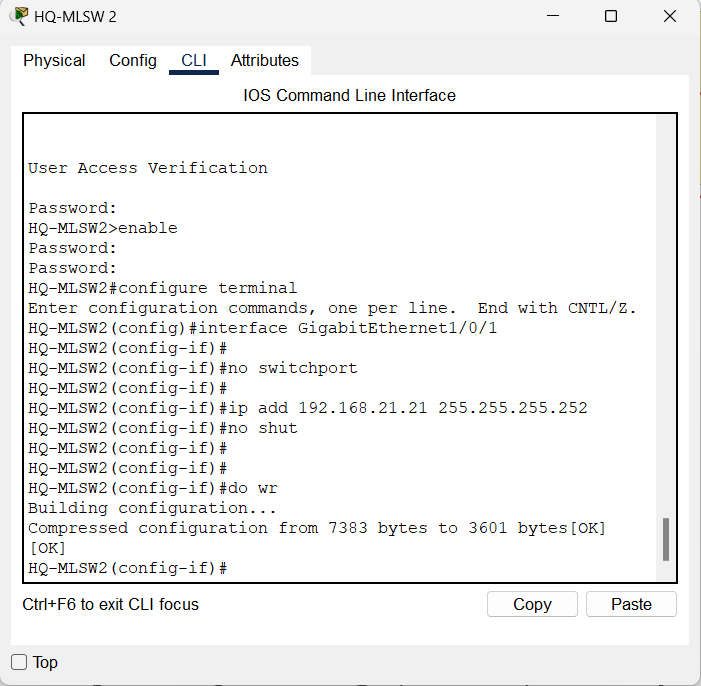 HQ-MLSW 2
Physical Config CLI Attributes
IOS Command Line Interface
User Access Verification
Password:
HQ-MLSW2>enable
Password:
Password:
HQ-MLSW2#configure terminal
Enter configuration commands, one per line.  End with CNTL/Z.
HQ-MLSW2(config)#interface GigabitEthernet1/0/1
HQ-MLSW2(config-if)#
HQ-MLSW2(config-if)#no switchport
HQ-MLSW2(config-if)#
HQ-MLSW2(config-if)#ip add 192.168.21.21 255.255.255.252
HQ-MLSW2(config-if)#no shut
HQ-MLSW2(config-if)#
HQ-MLSW2(config-if)#
HQ-MLSW2(config-if)#do wr
Building configuration...
Compressed configuration from 7383 bytes to 3601 bytes[OK]
[OK]
HQ-MLSW2(config-if)#
Ctrl+F6 to exit CLI focus
Copy Paste
Top